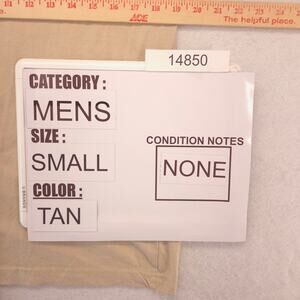 ACE
The helpful place.
14850
CATEGORY :
MENS
SIZE :
SMALL
COLOR :
TAN
CONDITION NOTES
NONE